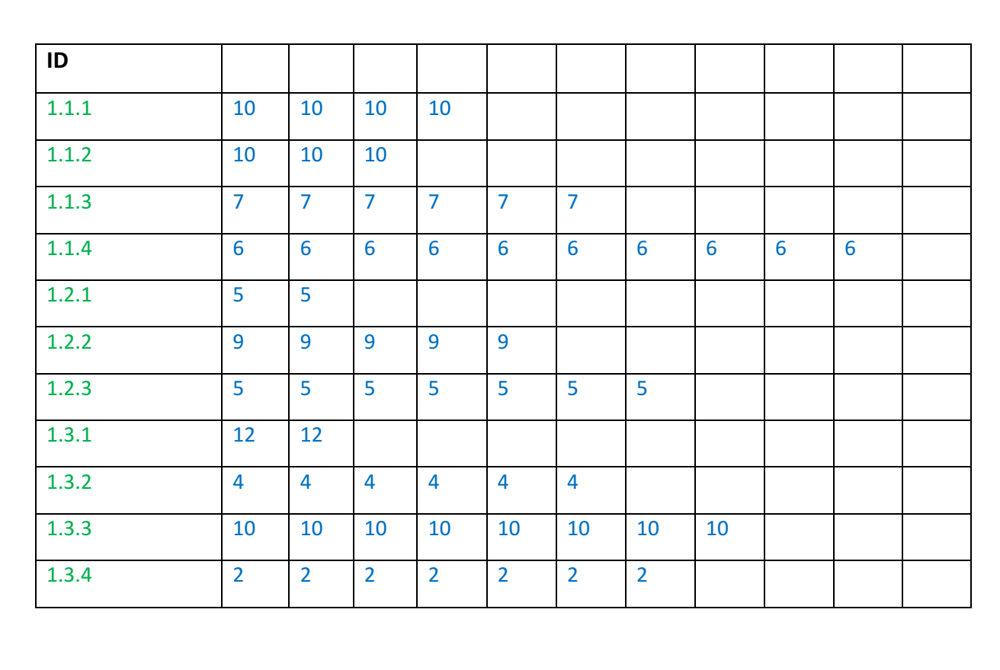 ID
1.1.1 10 10 10 10
1.1.2 10 10 10
1.1.3 7 7 7 7 7 7
1.1.4 6 6 6 6 6 6 6 6 6 6
1.2.1 5 5
1.2.2 9 9 9 9 9
1.2.3 5 5 5 5 5 5 5
1.3.1 12 12
1.3.2 4 4 4 4 4 4
1.3.3 10 10 10 10 10 10 10 10
1.3.4 2 2 2 2 2 2 2